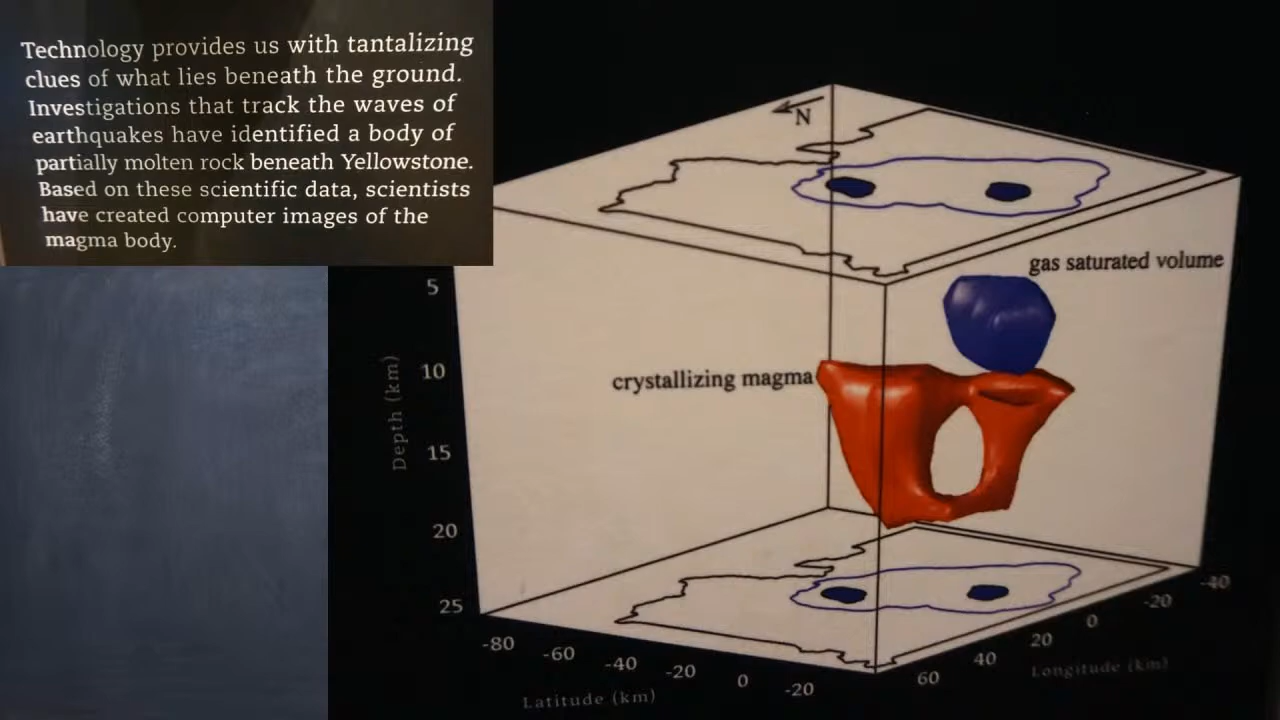 Technology provides us with tantalizing
clues of what lies beneath the ground.
Investigations that track the waves of
earthquakes have identified a body of
partially molten rock beneath Yellowstone.
Based on these scientific data, scientists
have created computer images of the
magma body.
N
gas saturated volume
crystallizing magma
Depth (km)
5
10
15
20
25
-80
-60
-40
-20
0
-20
Latitude (km)
60
40
20
0
-20
-40
Longitude (km)